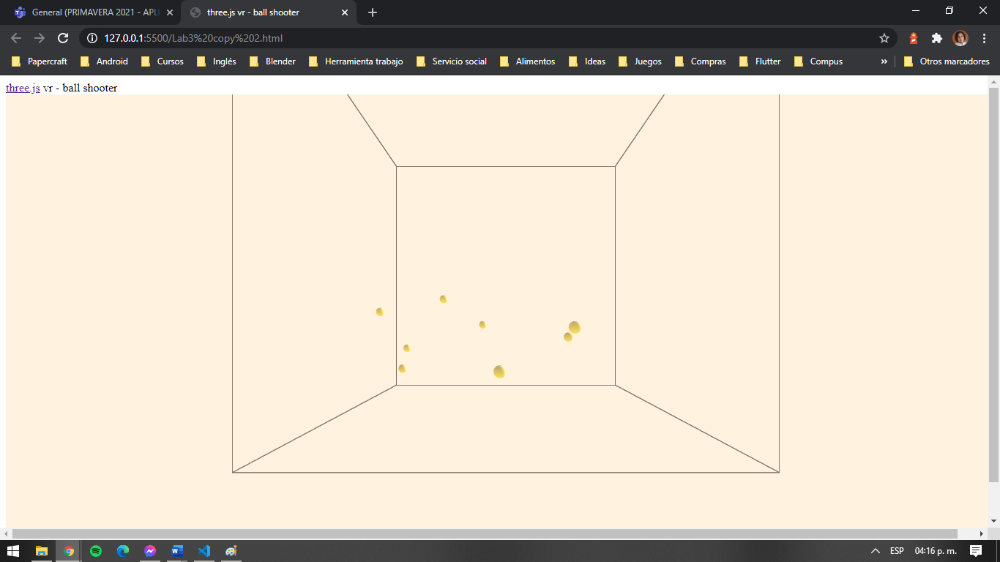 General (PRIMAVERA 2021 - APLI
three.js vr - ball shooter
127.0.0.1:5500/Lab3%20copy%202.html
Papercraft Android Cursos Inglés Blender Herramienta trabajo Servicio social Alimentos Ideas Juegos Compras Flutter Compus » Otros marcadores
three.js vr - ball shooter
ESP 04:16 p. m.